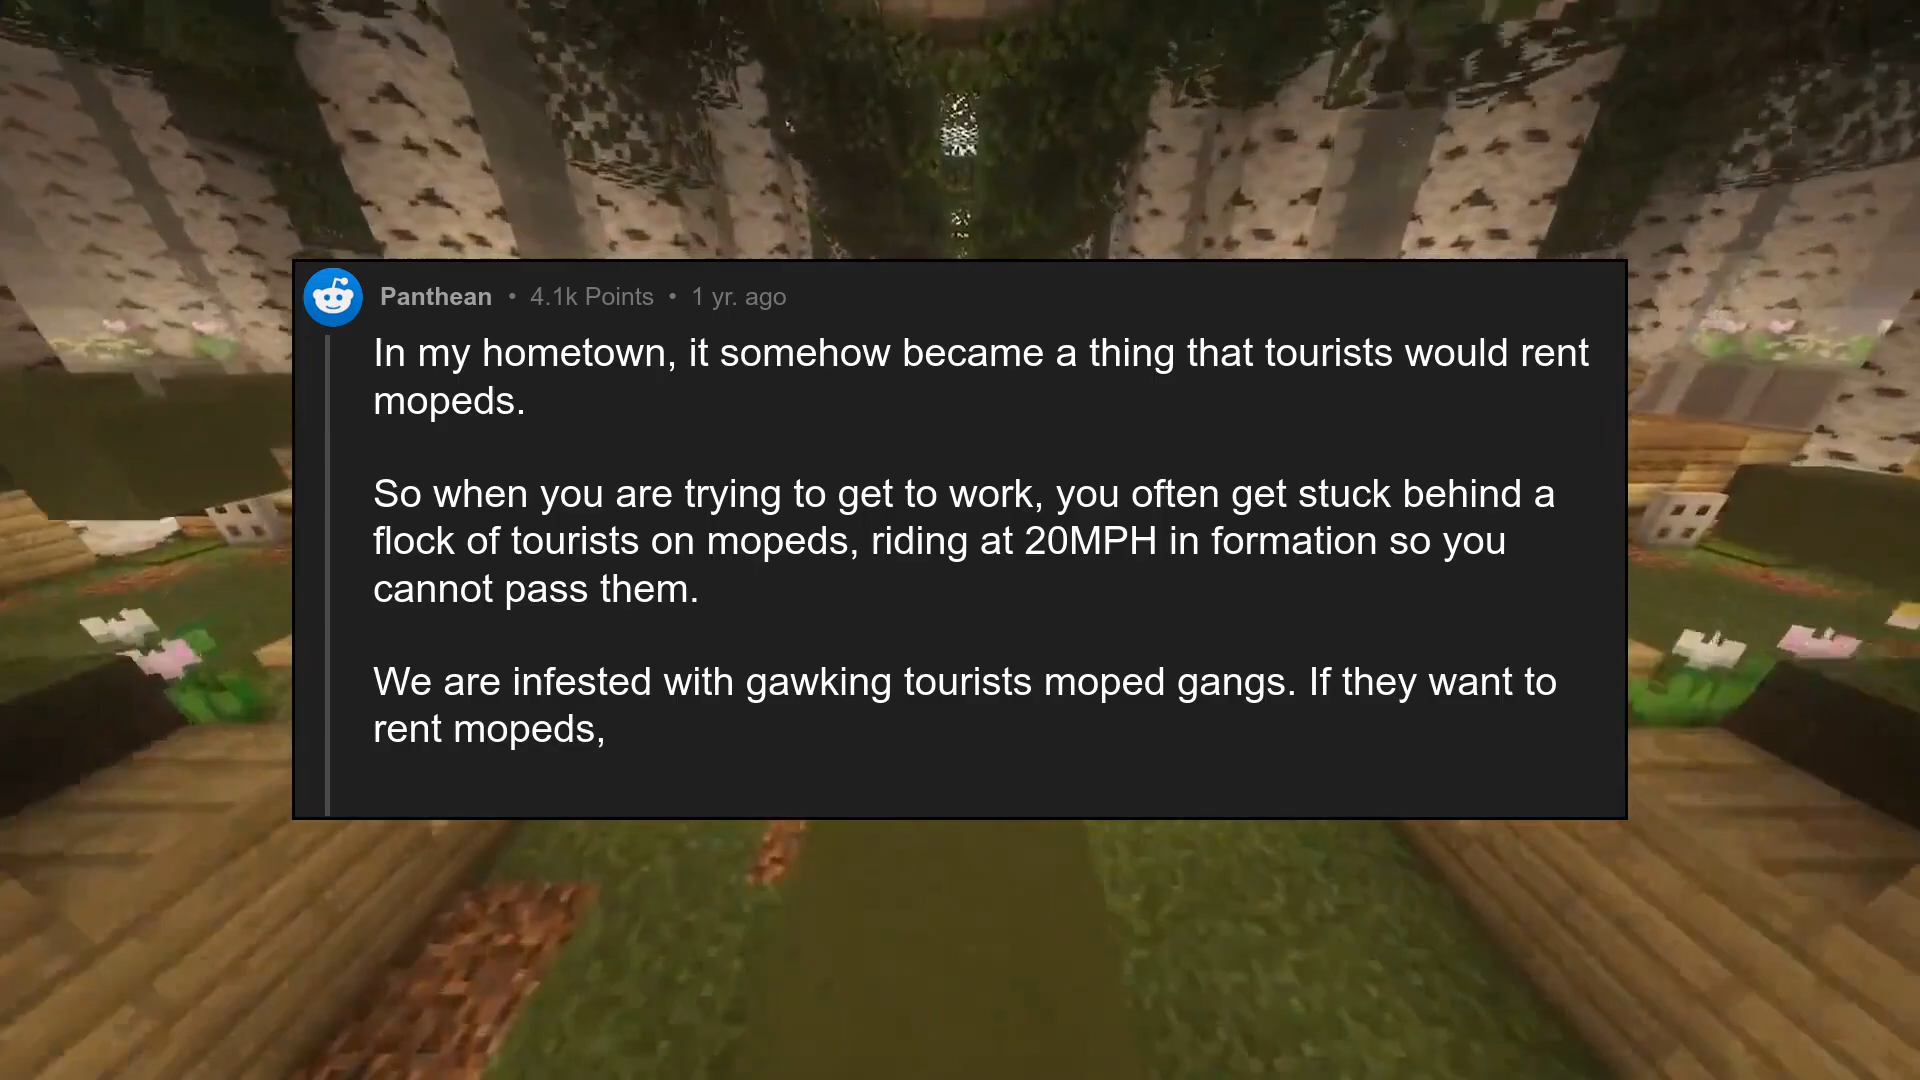 Panthean • 4.1k Points • 1 yr. ago
In my hometown, it somehow became a thing that tourists would rent
mopeds.
So when you are trying to get to work, you often get stuck behind a
flock of tourists on mopeds, riding at 20MPH in formation so you
cannot pass them.
We are infested with gawking tourists moped gangs. If they want to
rent mopeds,